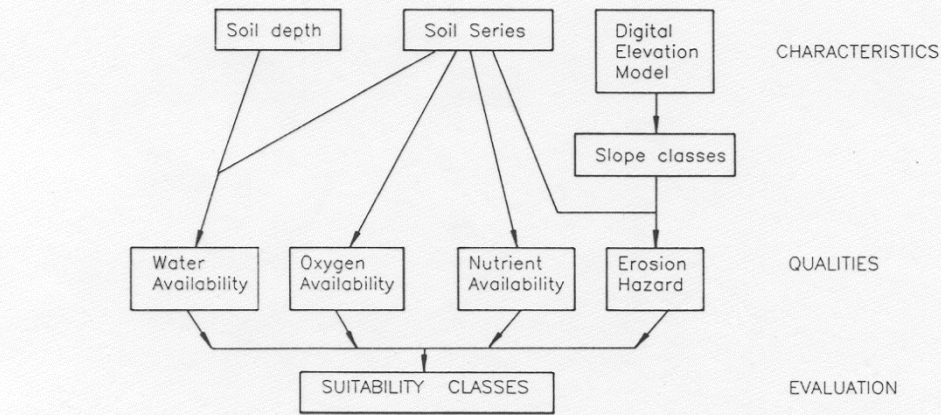 Soil depth
Soil Series
Digital
Elevation
Model
CHARACTERISTICS
Slope classes
Water
Availability
Oxygen
Availability
Nutrient
Availability
Erosion
Hazard
QUALITIES
SUITABILITY CLASSES
EVALUATION